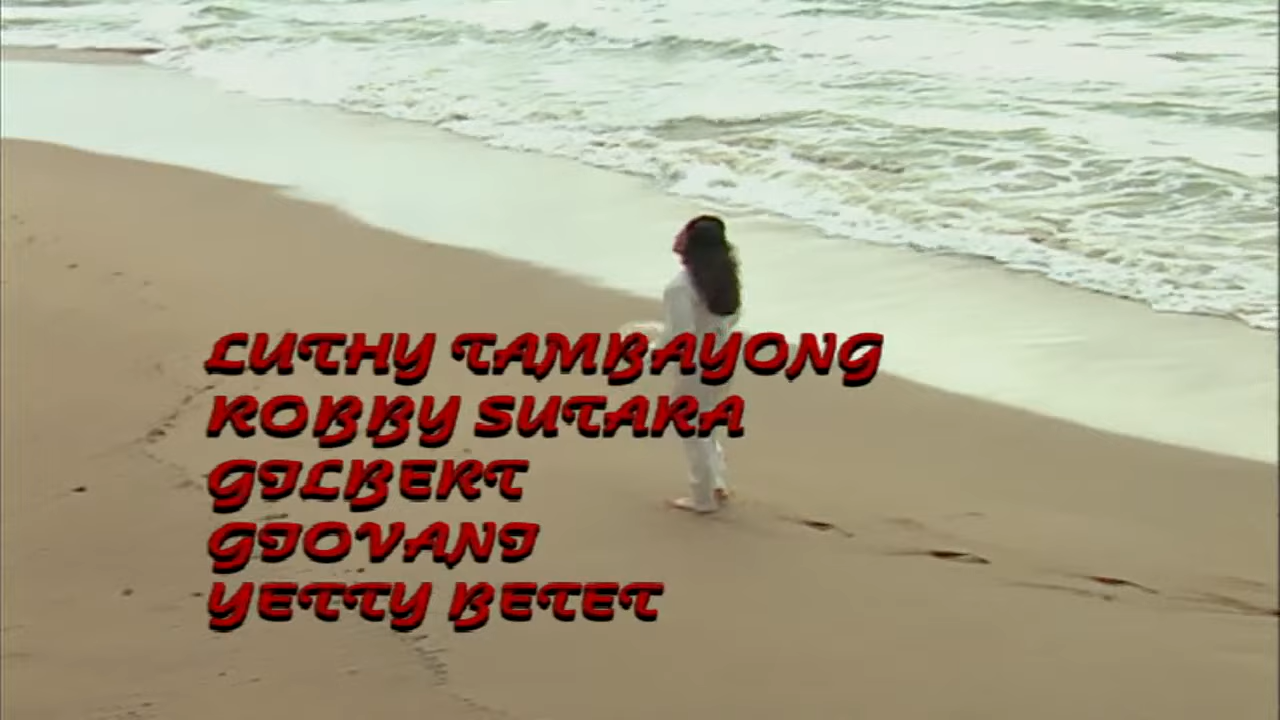 LUTHY TAMBAYONG
ROBBY SUTARA
GILBERT
GIOVANI
YETTY BETET